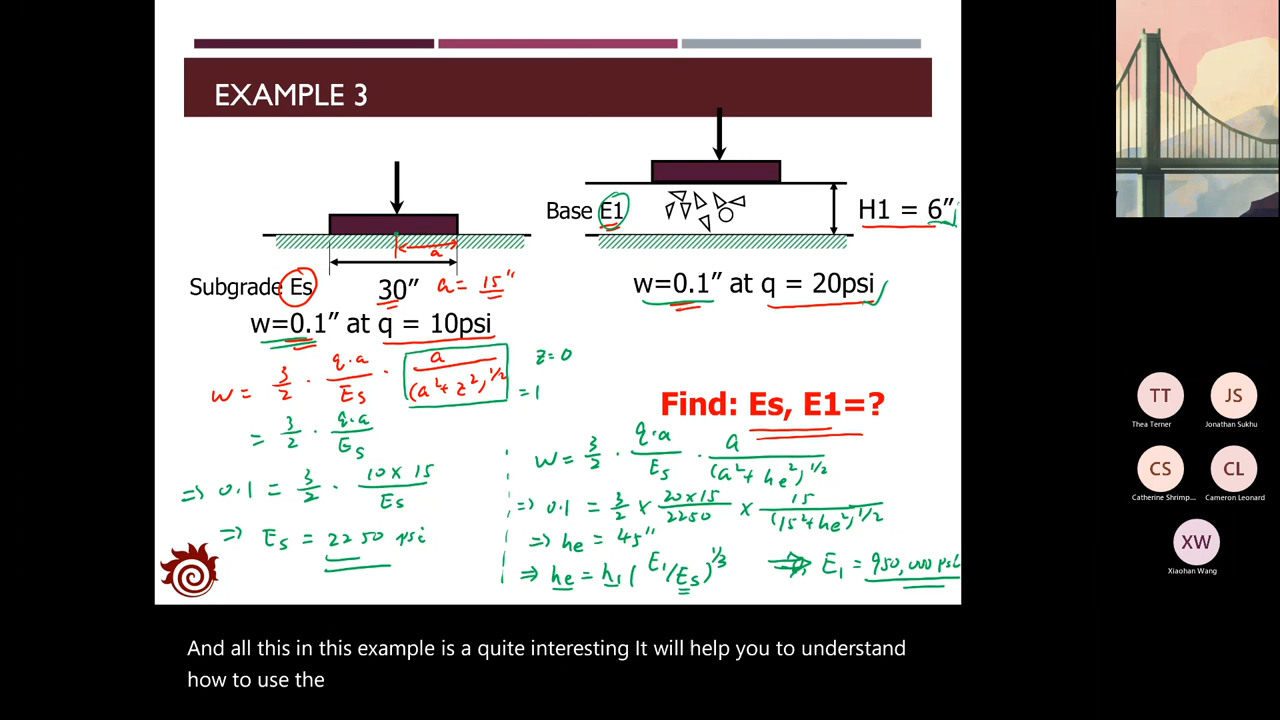 EXAMPLE 3
Base E1
H1 = 6”
a
Subgrade Es
30”
a = 15"
w=0.1” at q = 10psi
w=0.1” at q = 20psi
w = 3/2 · q.a/Es · a/(a²+z²)^1/2
z=0
=1
= 3/2 · q.a/Es
=> 0.1 = 3/2 · 10×15/Es
=> Es = 2250 psi
Find: Es, E1=?
w = 3/2 · q.a/Es · a/(a²+he²)^1/2
=> 0.1 = 3/2 × 20×15/2250 × 15/(15²+he²)^1/2
=> he = 45"
=> he = h1 (E1/Es)^1/3
=> E1 = 950,000 psi
TT
Thea Terner
JS
Jonathan Sukhu
CS
Catherine Shrimp...
CL
Cameron Leonard
XW
Xiaohan Wang
And all this in this example is a quite interesting It will help you to understand
how to use the